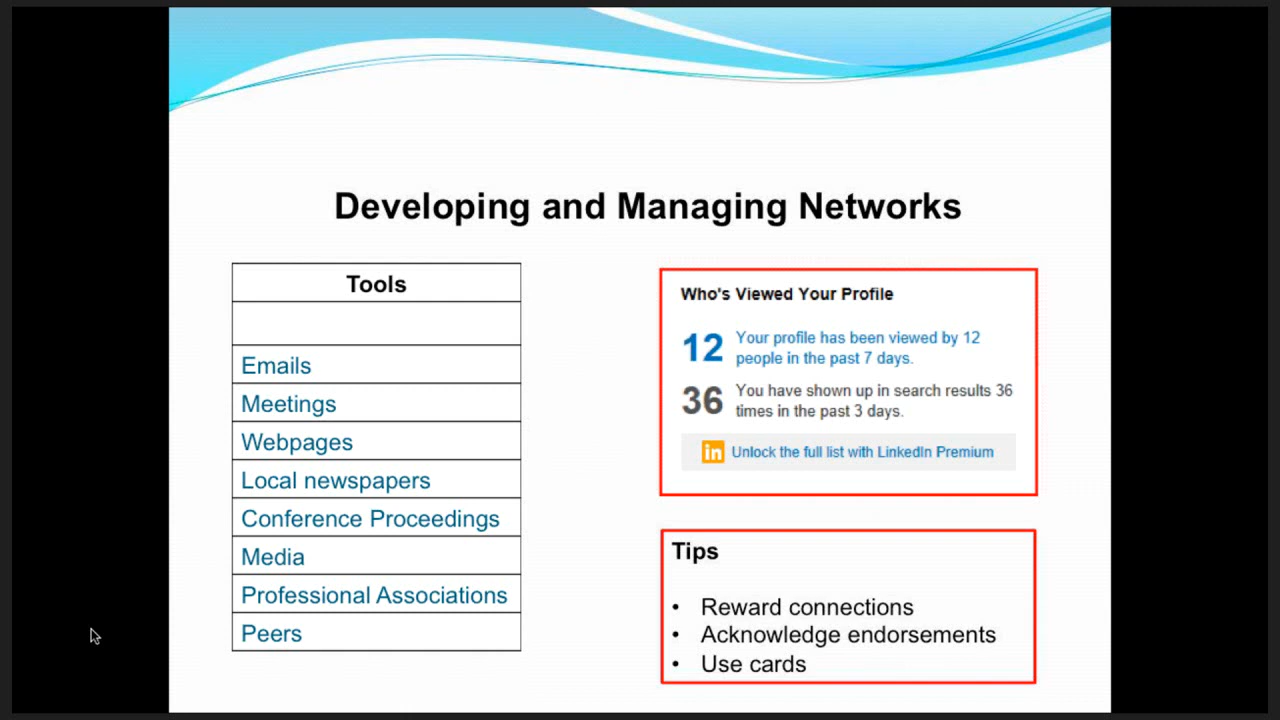 Developing and Managing Networks
Tools
Emails
Meetings
Webpages
Local newspapers
Conference Proceedings
Media
Professional Associations
Peers
Who's Viewed Your Profile
12
Your profile has been viewed by 12
people in the past 7 days.
36
You have shown up in search results 36
times in the past 3 days.
in Unlock the full list with LinkedIn Premium
Tips
• Reward connections
• Acknowledge endorsements
• Use cards